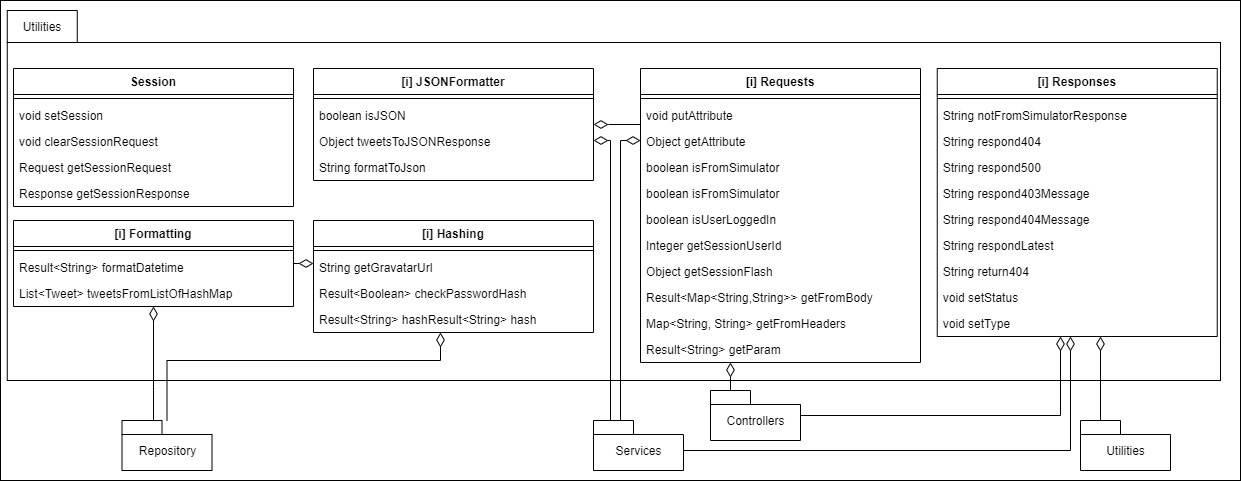 Utilities
Session
void setSession
void clearSessionRequest
Request getSessionRequest
Response getSessionResponse
[i] JSONFormatter
boolean isJSON
Object tweetsToJSONResponse
String formatToJson
[i] Requests
void putAttribute
Object getAttribute
boolean isFromSimulator
boolean isFromSimulator
boolean isUserLoggedIn
Integer getSessionUserId
Object getSessionFlash
Result<Map<String,String>> getFromBody
Map<String, String> getFromHeaders
Result<String> getParam
[i] Responses
String notFromSimulatorResponse
String respond404
String respond500
String respond403Message
String respond404Message
String respondLatest
String return404
void setStatus
void setType
[i] Formatting
Result<String> formatDatetime
List<Tweet> tweetsFromListOfHashMap
[i] Hashing
String getGravatarUrl
Result<Boolean> checkPasswordHash
Result<String> hashResult<String> hash
Repository
Services
Controllers
Utilities